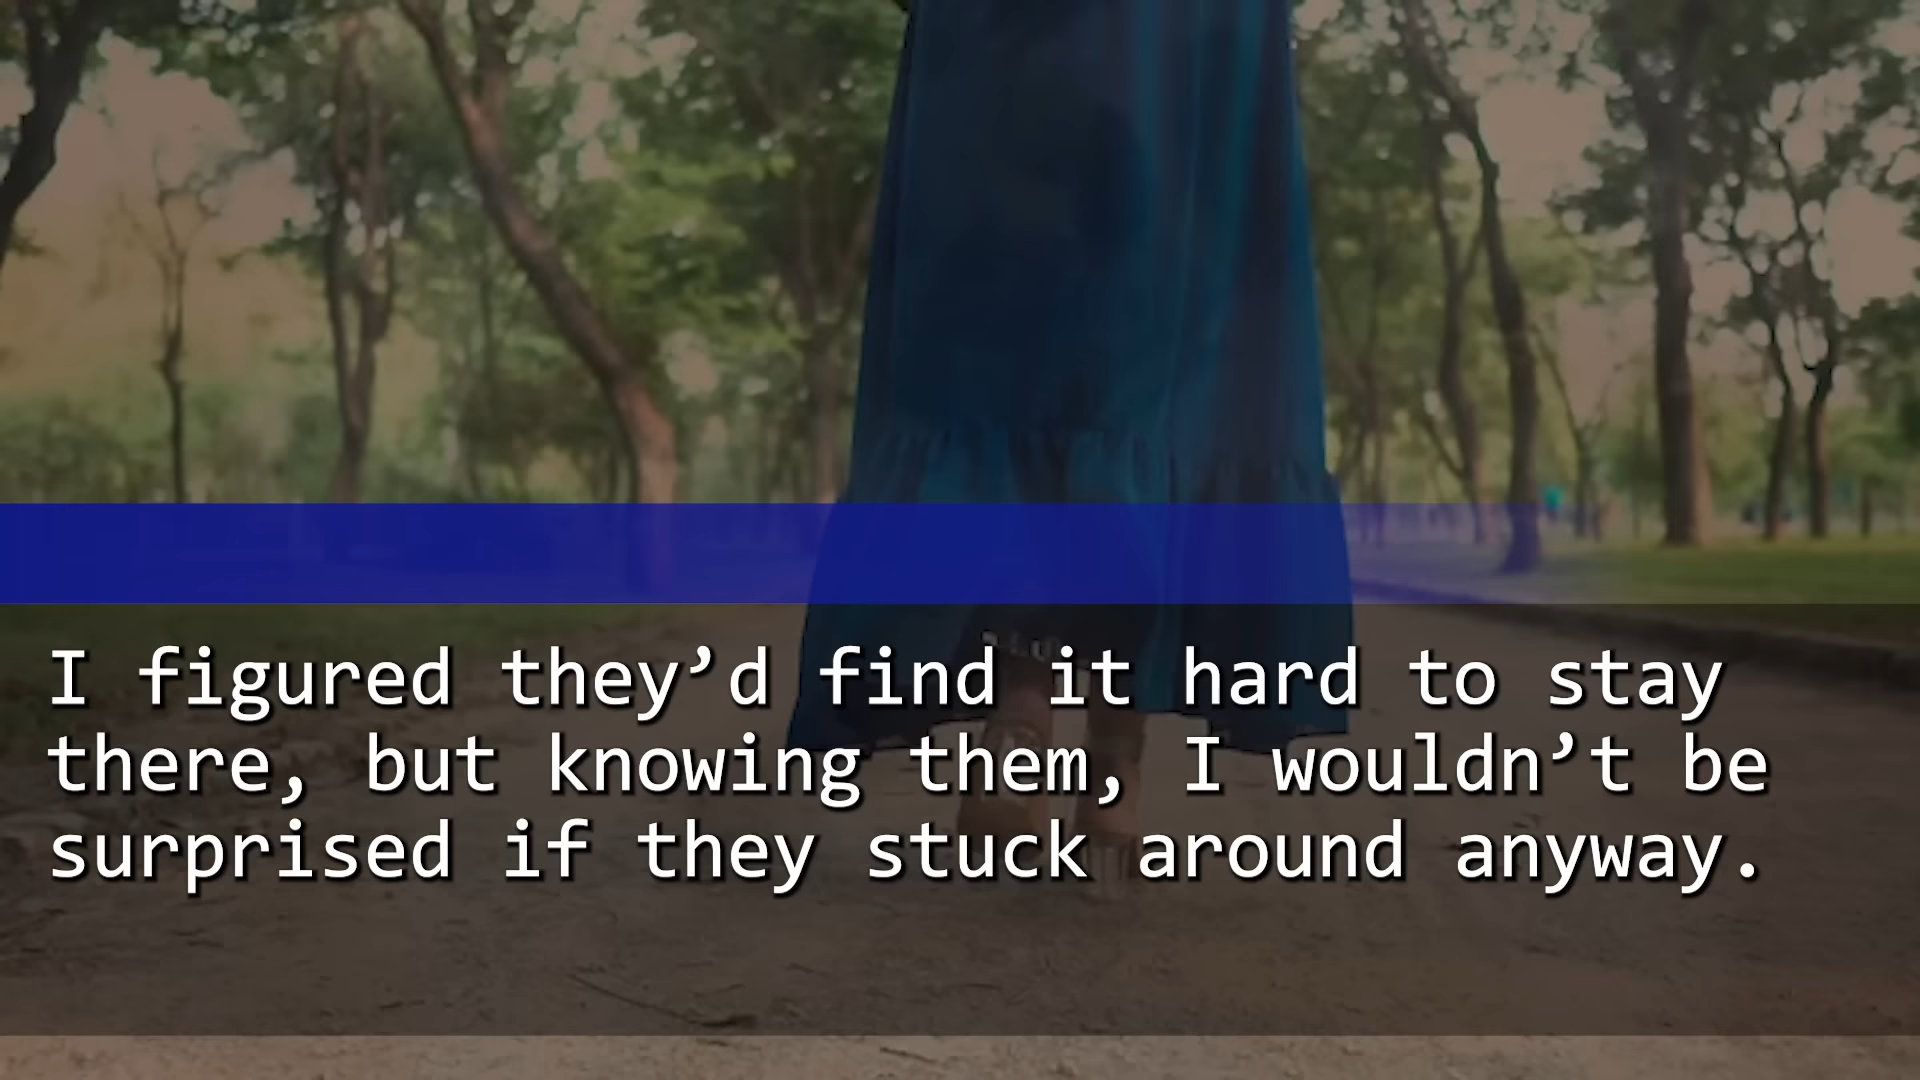 I figured they’d find it hard to stay
there, but knowing them, I wouldn’t be
surprised if they stuck around anyway.